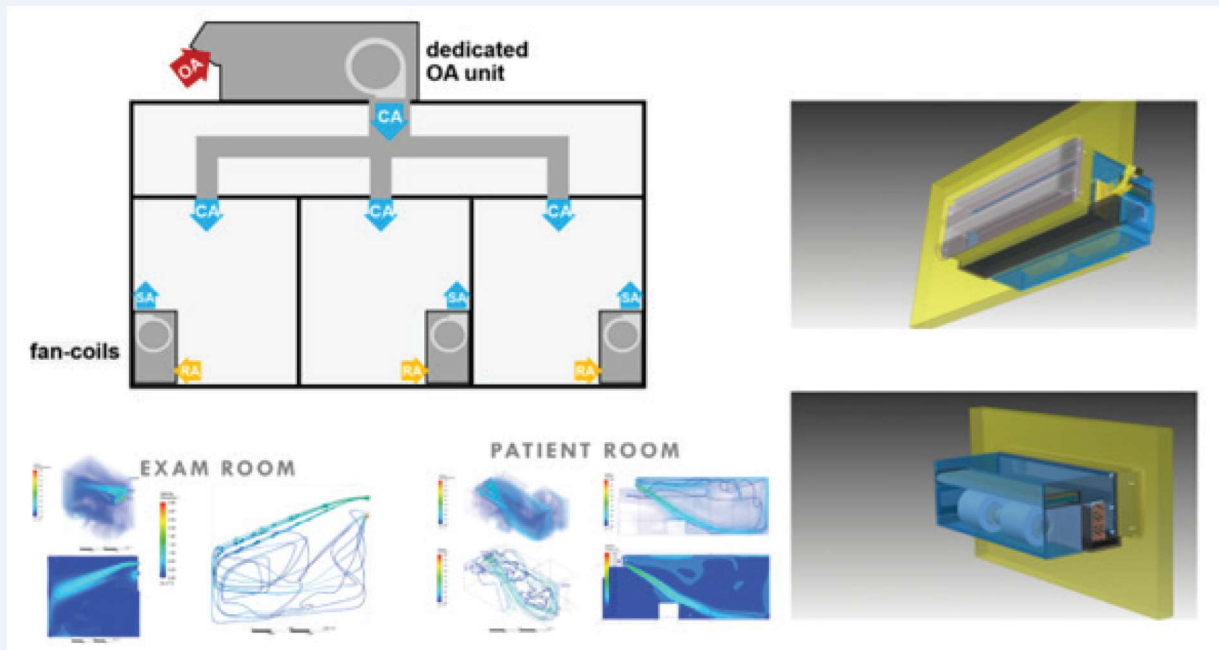 dedicated
OA unit
OA
CA
CA
CA
CA
SA
SA
SA
fan-coils
RA
RA
RA
EXAM ROOM
PATIENT ROOM